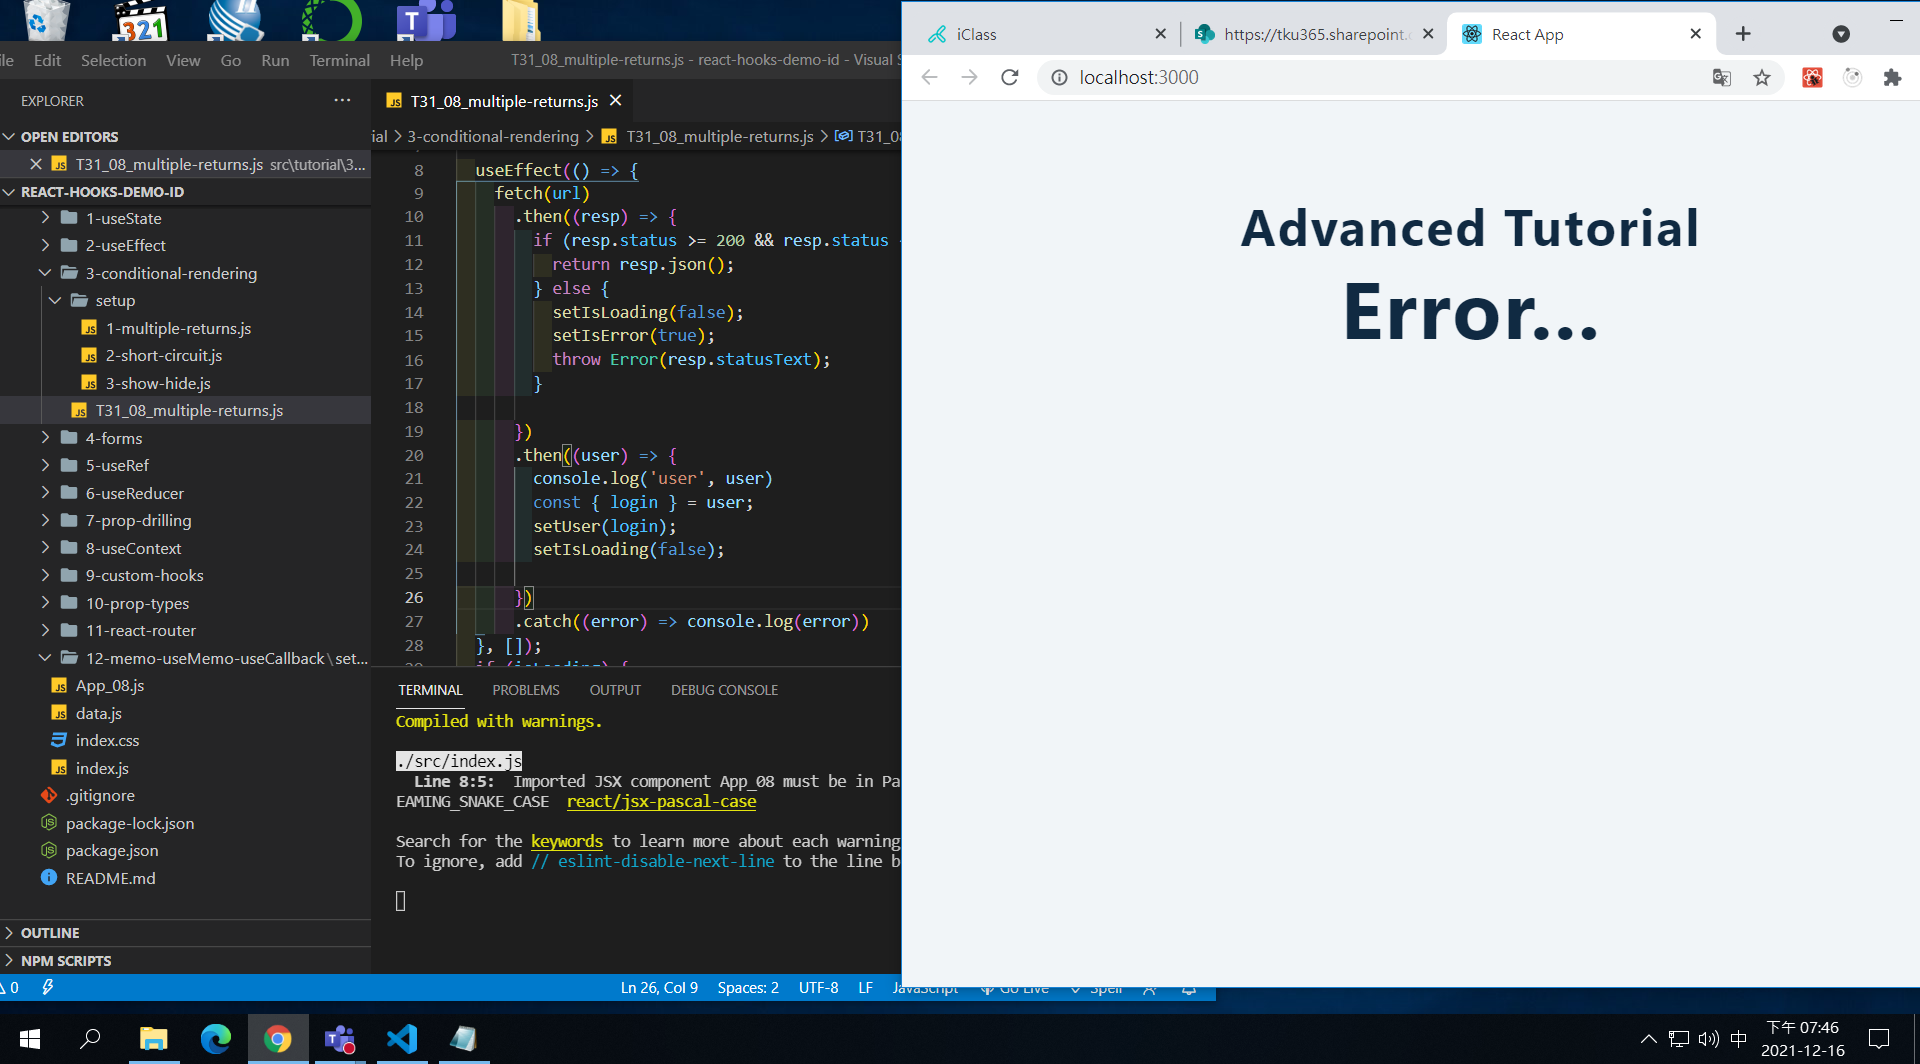 321
iClass
https://tku365.sharepoint.c
React App
localhost:3000
Edit Selection View Go Run Terminal Help
T31_08_multiple-returns.js - react-hooks-demo-id - Visual S
EXPLORER
T31_08_multiple-returns.js
OPEN EDITORS
T31_08_multiple-returns.js src\tutorial\3...
REACT-HOOKS-DEMO-ID
1-useState
2-useEffect
3-conditional-rendering
setup
1-multiple-returns.js
2-short-circuit.js
3-show-hide.js
T31_08_multiple-returns.js
4-forms
5-useRef
6-useReducer
7-prop-drilling
8-useContext
9-custom-hooks
10-prop-types
11-react-router
12-memo-useMemo-useCallback\set...
App_08.js
data.js
index.css
index.js
.gitignore
package-lock.json
package.json
README.md
OUTLINE
NPM SCRIPTS
ial > 3-conditional-rendering > JS T31_08_multiple-returns.js > T31_0
8 useEffect(() => {
9 fetch(url)
10 .then((resp) => {
11 if (resp.status >= 200 && resp.status
12 return resp.json();
13 } else {
14 setIsLoading(false);
15 setIsError(true);
16 throw Error(resp.statusText);
17 }
18
19 })
20 .then((user) => {
21 console.log('user', user)
22 const { login } = user;
23 setUser(login);
24 setIsLoading(false);
25
26 })
27 .catch((error) => console.log(error))
28 }, []);
29 if (isLoading) {
TERMINAL PROBLEMS OUTPUT DEBUG CONSOLE
Compiled with warnings.
./src/index.js
Line 8:5: Imported JSX component App_08 must be in Pa
EAMING_SNAKE_CASE react/jsx-pascal-case
Search for the keywords to learn more about each warning
To ignore, add // eslint-disable-next-line to the line b
Advanced Tutorial
Error...
0 Ln 26, Col 9 Spaces: 2 UTF-8 LF JavaScript Go Live Spell
中
下午 07:46
2021-12-16